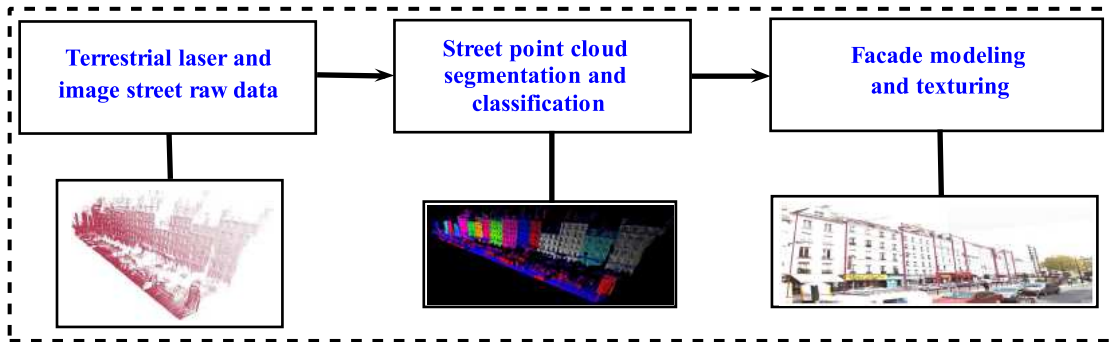 Terrestrial laser and
image street raw data
Street point cloud
segmentation and
classification
Facade modeling
and texturing